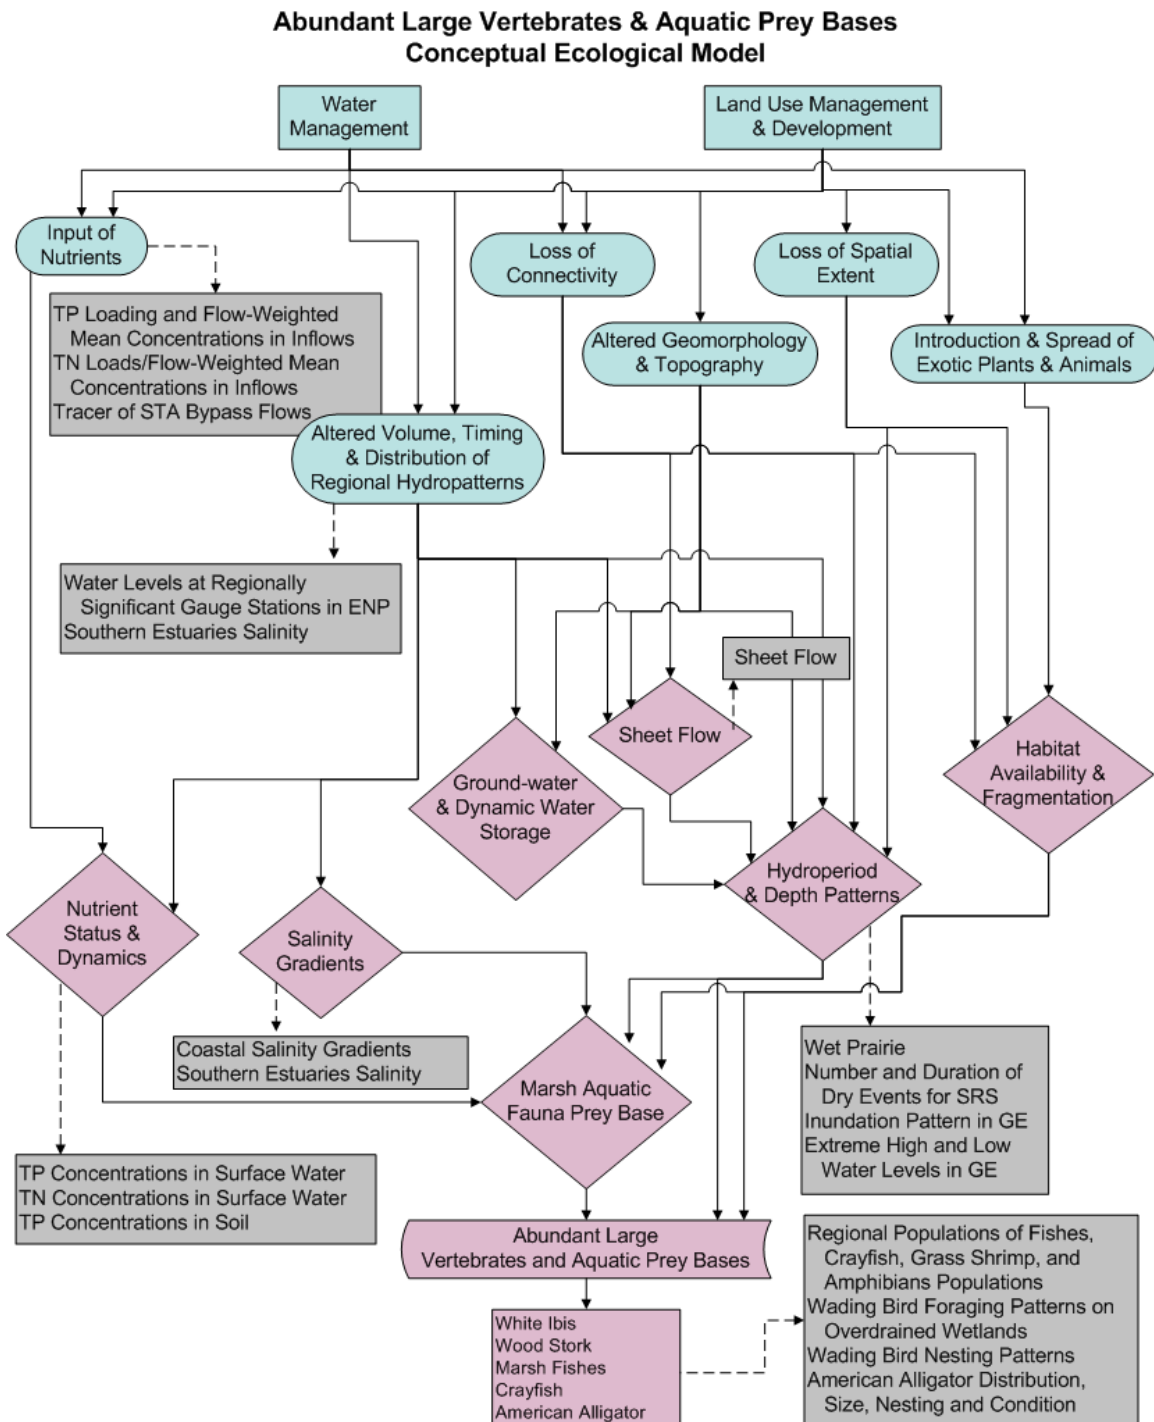 Abundant Large Vertebrates & Aquatic Prey Bases
Conceptual Ecological Model
Water
Management
Land Use Management
& Development
Input of
Nutrients
Loss of
Connectivity
Loss of Spatial
Extent
TP Loading and Flow-Weighted
Mean Concentrations in Inflows
TN Loads/Flow-Weighted Mean
Concentrations in Inflows
Tracer of STA Bypass Flows
Altered Geomorphology
& Topography
Introduction & Spread of
Exotic Plants & Animals
Altered Volume, Timing
& Distribution of
Regional Hydropatterns
Water Levels at Regionally
Significant Gauge Stations in ENP
Southern Estuaries Salinity
Sheet Flow
Sheet Flow
Ground-water
& Dynamic Water
Storage
Habitat
Availability &
Fragmentation
Hydroperiod
& Depth Patterns
Nutrient
Status &
Dynamics
Salinity
Gradients
Coastal Salinity Gradients
Southern Estuaries Salinity
Marsh Aquatic
Fauna Prey Base
Wet Prairie
Number and Duration of
Dry Events for SRS
Inundation Pattern in GE
Extreme High and Low
Water Levels in GE
TP Concentrations in Surface Water
TN Concentrations in Surface Water
TP Concentrations in Soil
Abundant Large
Vertebrates and Aquatic Prey Bases
Regional Populations of Fishes,
Crayfish, Grass Shrimp, and
Amphibians Populations
Wading Bird Foraging Patterns on
Overdrained Wetlands
Wading Bird Nesting Patterns
American Alligator Distribution,
Size, Nesting and Condition
White Ibis
Wood Stork
Marsh Fishes
Crayfish
American Alligator